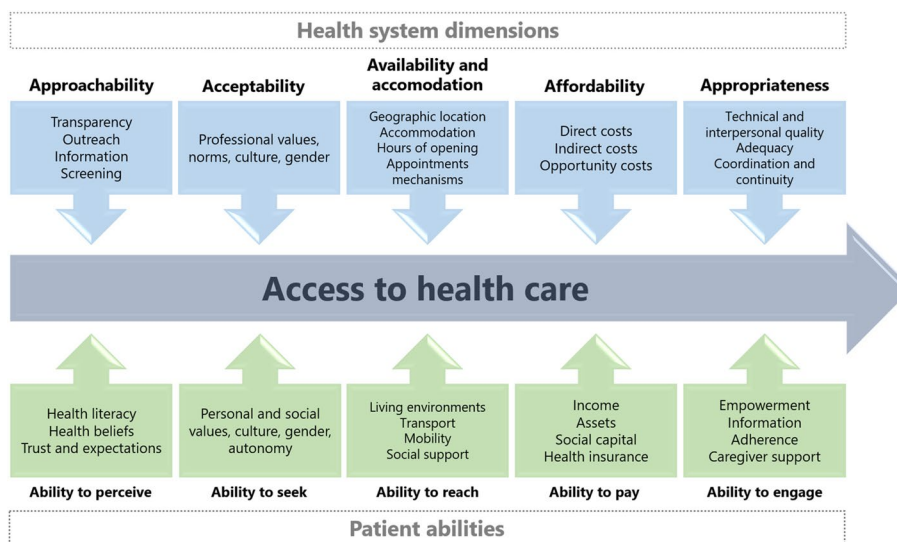 Health system dimensions
Approachability
Acceptability
Availability and
accomodation
Affordability
Appropriateness
Transparency
Outreach
Information
Screening
Professional values,
norms, culture, gender
Geographic location
Accommodation
Hours of opening
Appointments
mechanisms
Direct costs
Indirect costs
Opportunity costs
Technical and
interpersonal quality
Adequacy
Coordination and
continuity
Access to health care
Health literacy
Health beliefs
Trust and expectations
Personal and social
values, culture, gender,
autonomy
Living environments
Transport
Mobility
Social support
Income
Assets
Social capital
Health insurance
Empowerment
Information
Adherence
Caregiver support
Ability to perceive
Ability to seek
Ability to reach
Ability to pay
Ability to engage
Patient abilities